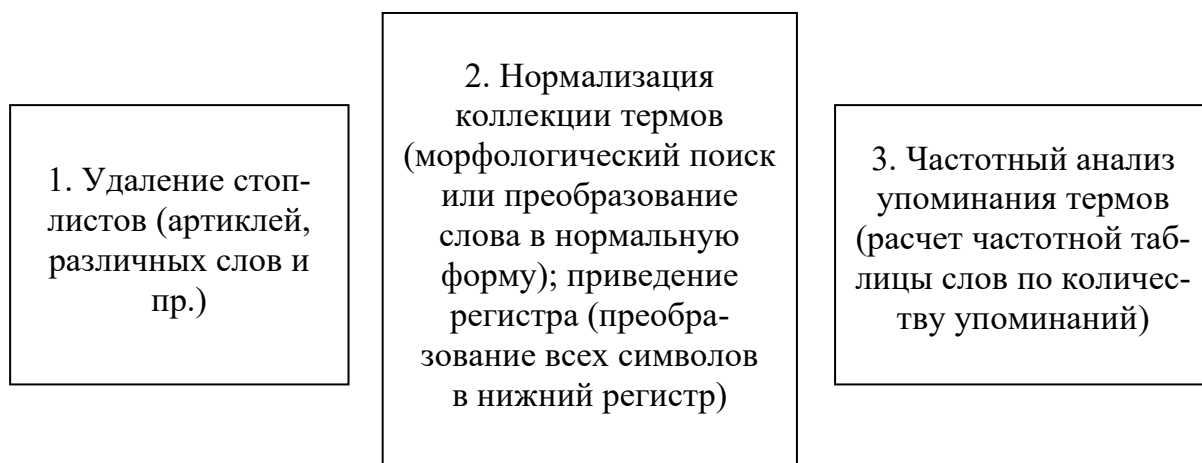 1. Удаление стоп-
листов (артиклей,
различных слов и
пр.)
2. Нормализация
коллекции термов
(морфологический поиск
или преобразование
слова в нормальную
форму); приведение
регистра (преобра-
зование всех символов
в нижний регистр)
3. Частотный анализ
упоминания термов
(расчет частотной таб-
лицы слов по количес-
тву упоминаний)